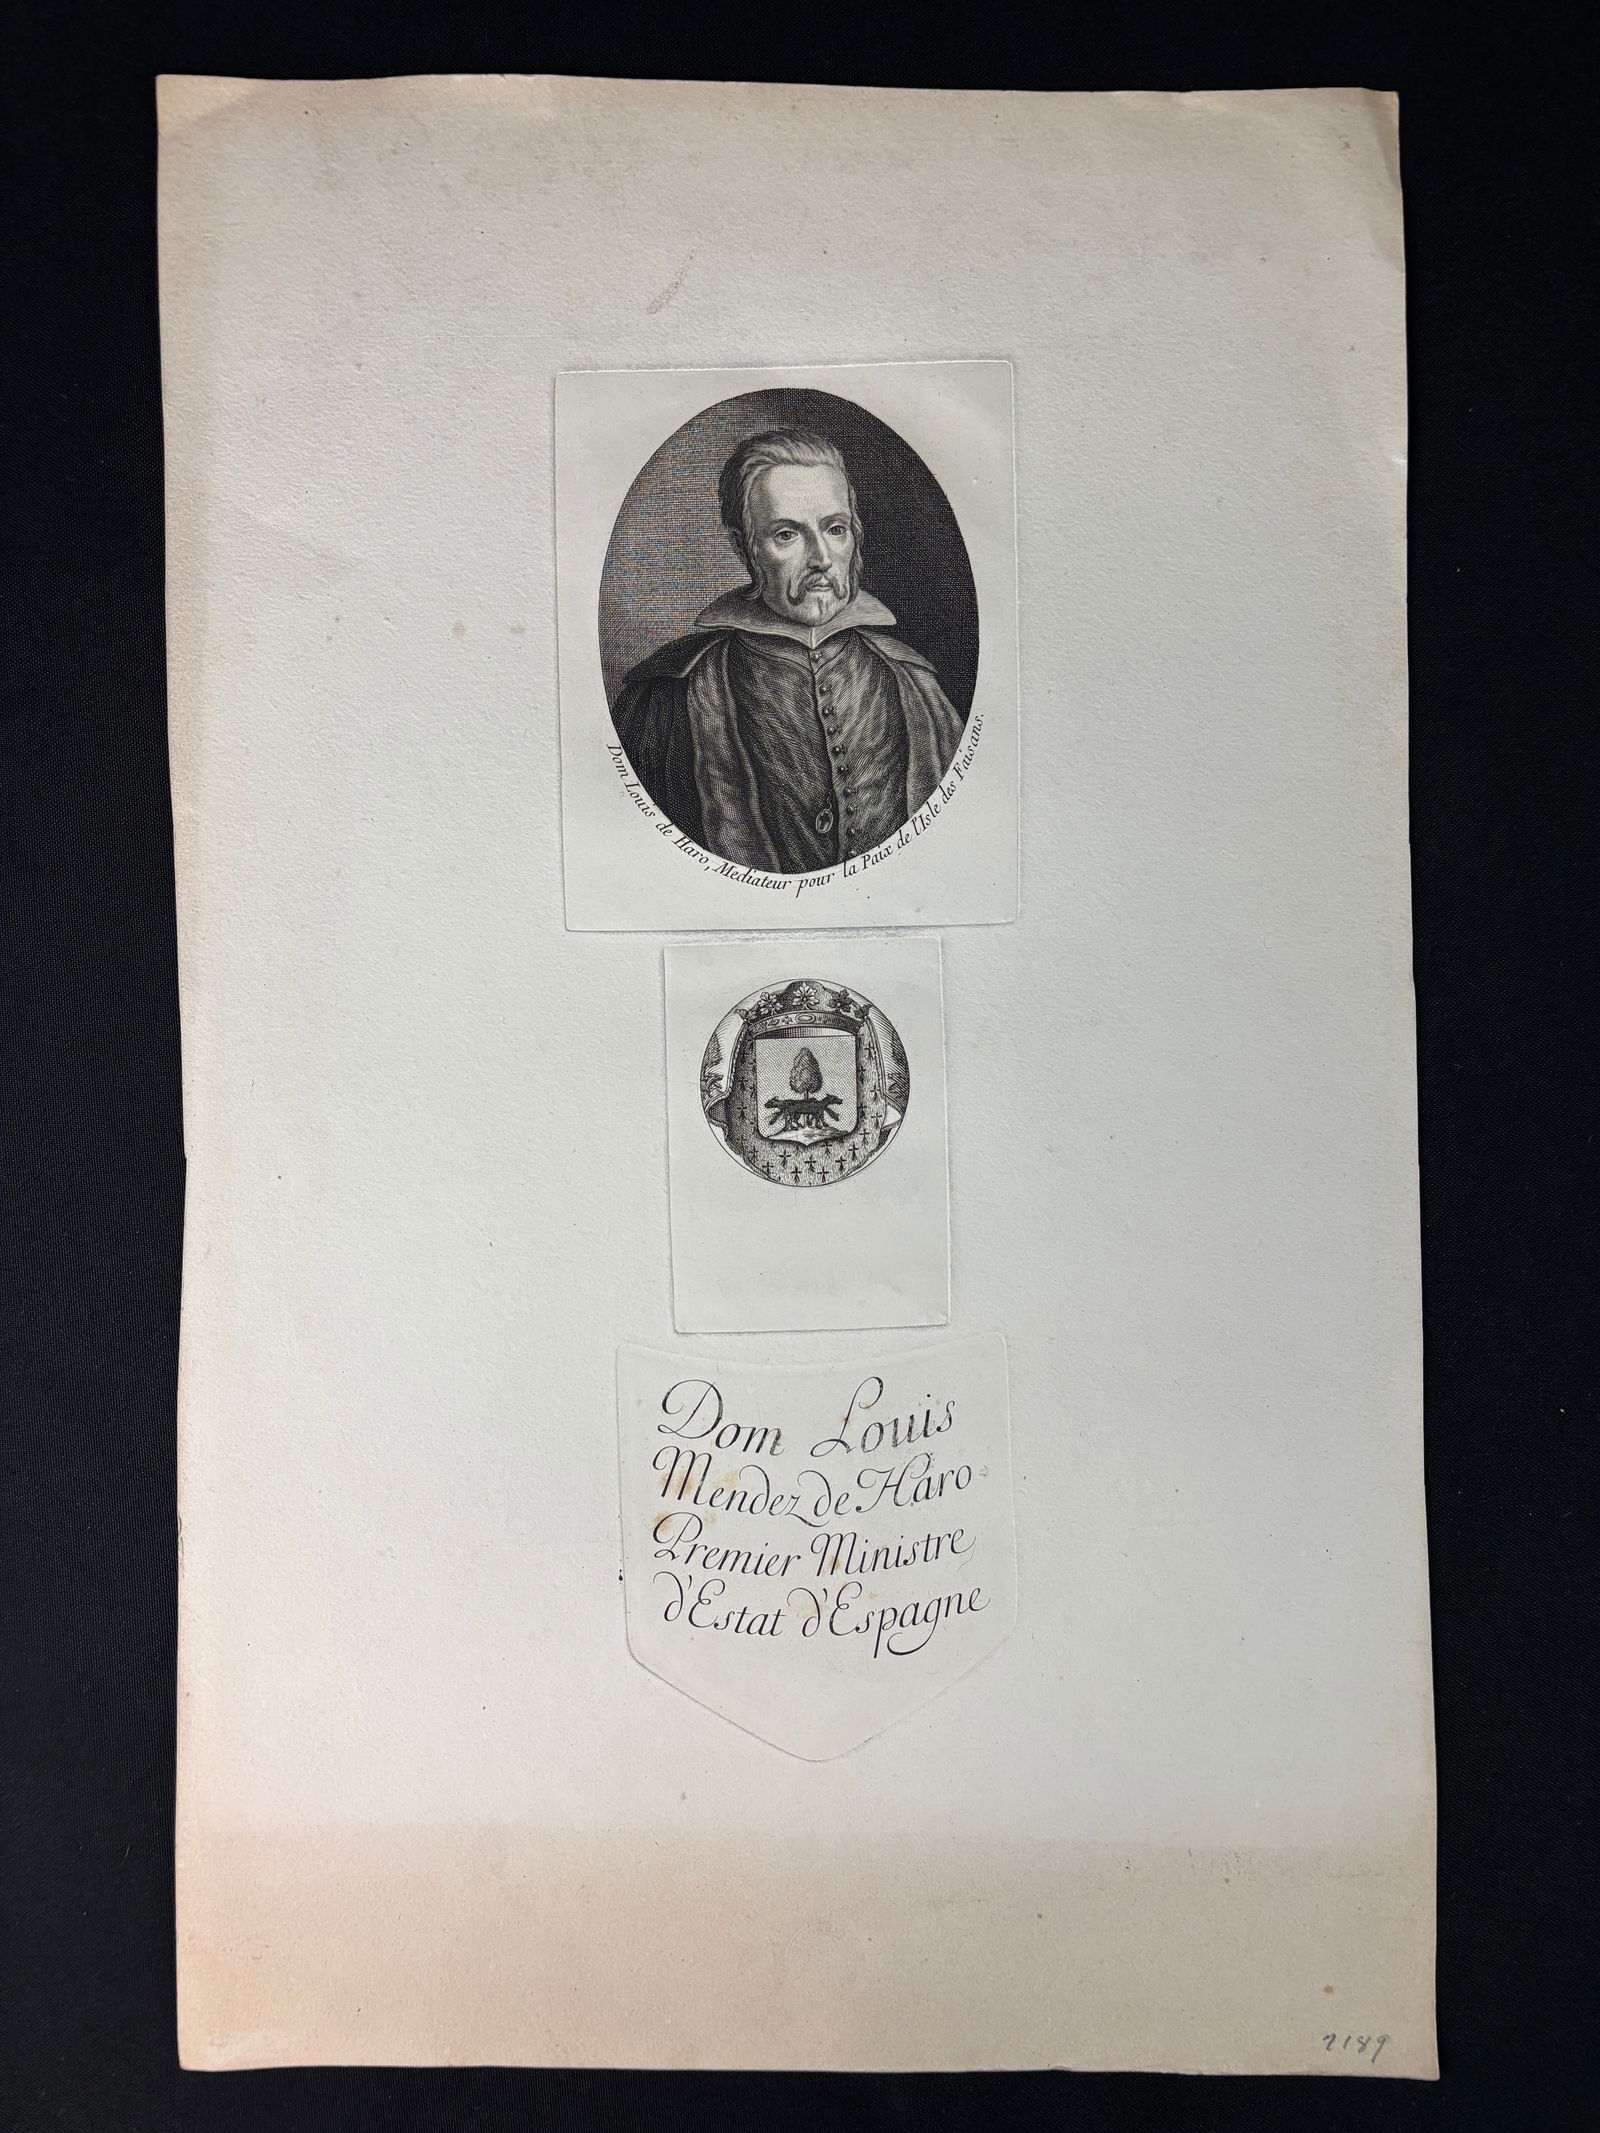 Dom Louis de Haro, Mediateur pour la Paix de l'Isle des Faisans.
Dom Louis
Mendez de Haro
Premier Ministre
d'Estat d'Espagne
2189